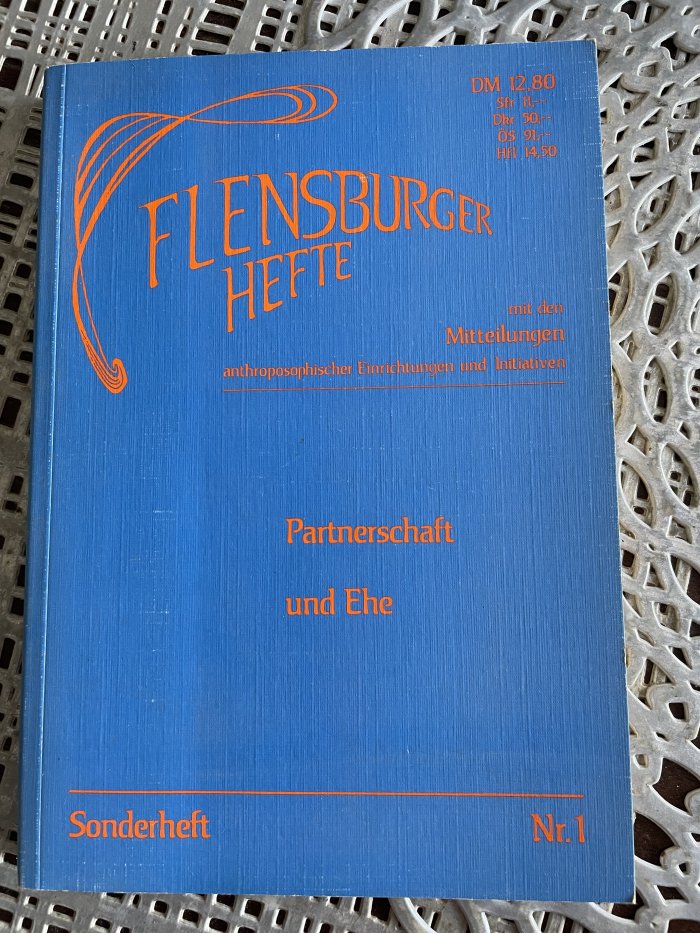 DM 12,80
Sfr 11,--
Dkr 50,--
ÖS 91,--
Hfl 14,50
FLENSBURGER
HEFTE
mit den
Mitteilungen
anthroposophischer Einrichtungen und Initiativen
Partnerschaft
und Ehe
Sonderheft Nr. 1